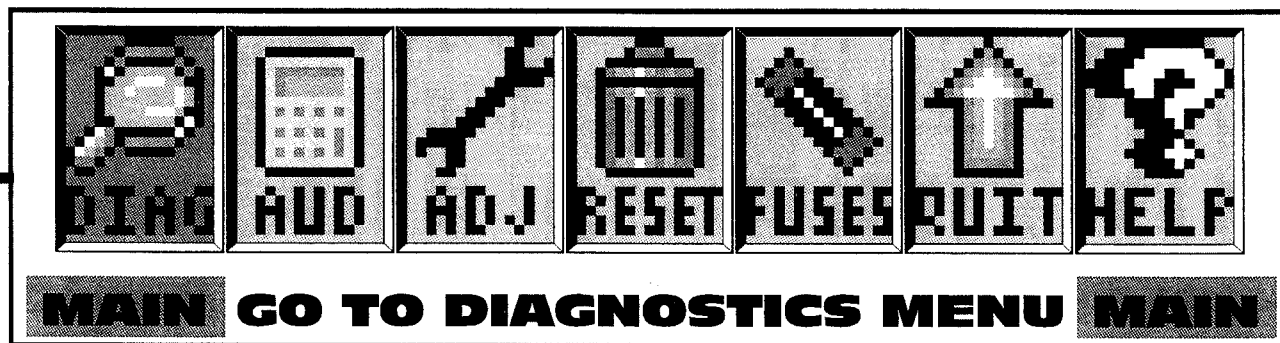 DIAG AUD ADJ RESET FUSES QUIT HELP
MAIN GO TO DIAGNOSTICS MENU MAIN